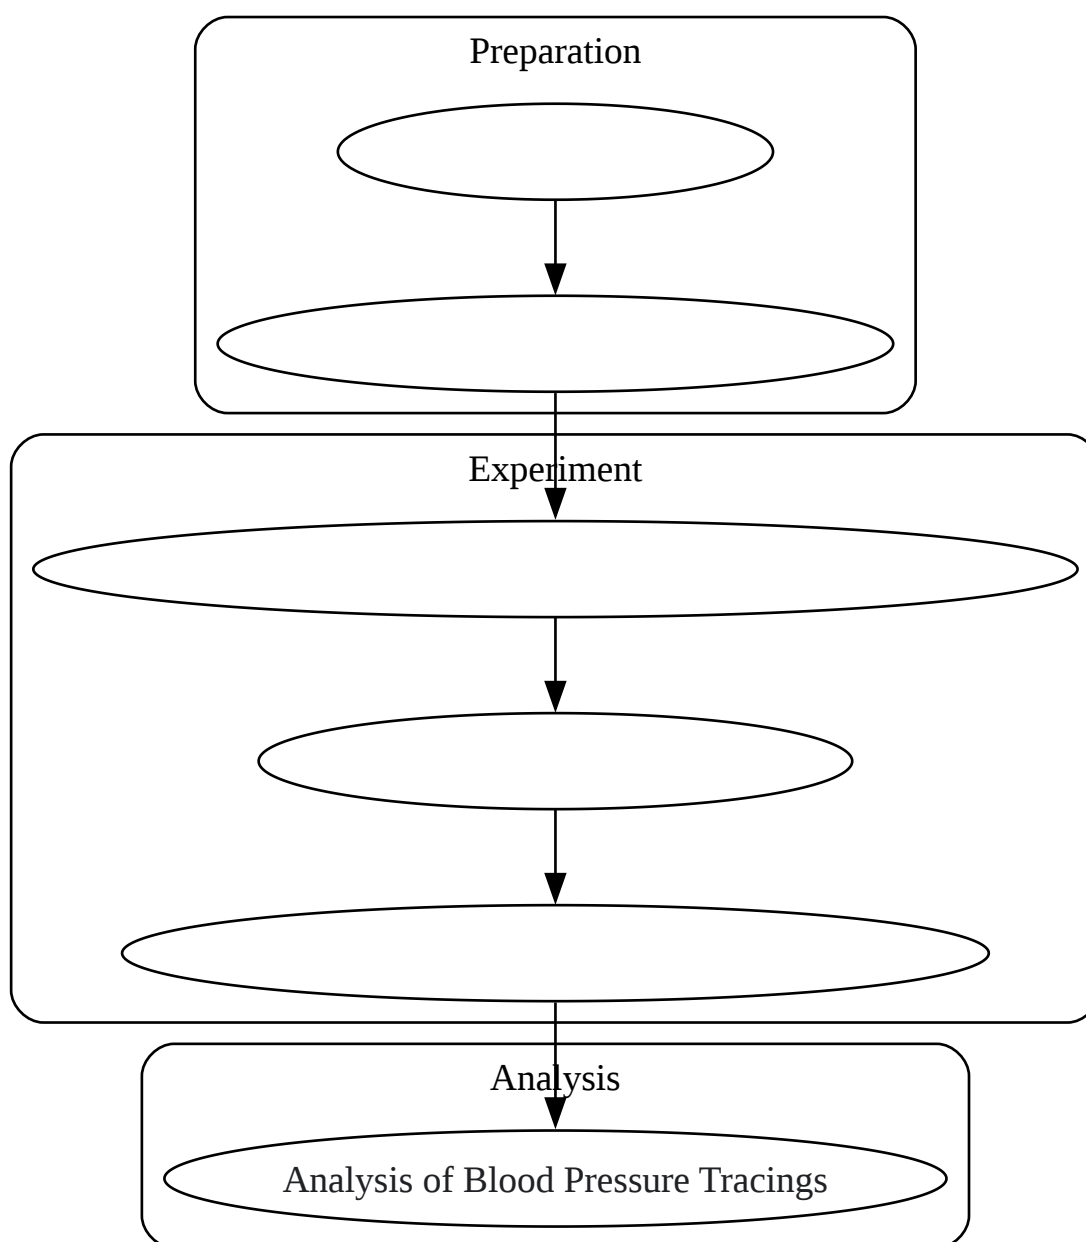 Preparation
Experiment
Analysis
Analysis of Blood Pressure Tracings